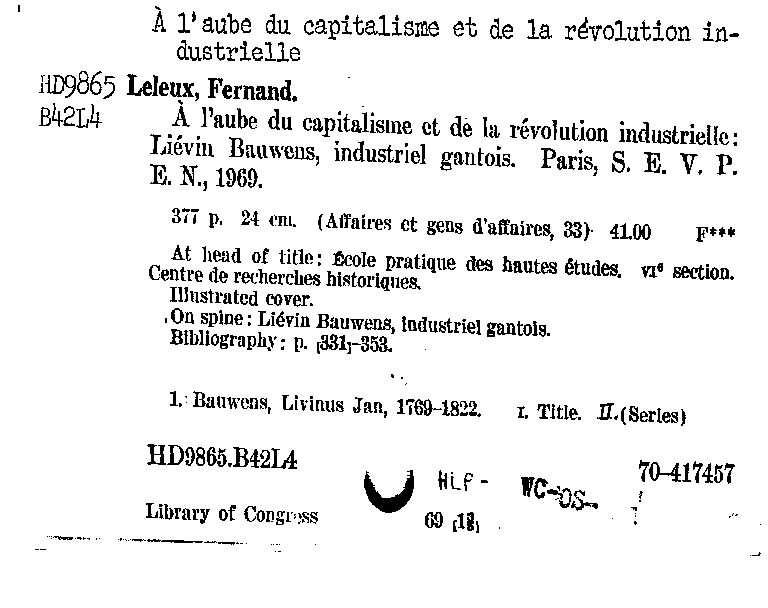 À l'aube du capitalisme et de la révolution in-
dustrielle
HD9865 Leleux, Fernand.
B42L4 À l'aube du capitalisme et de la révolution industrielle:
Liévin Bauwens, industriel gantois. Paris, S. E. V. P.
E. N., 1969.
377 p. 24 cm. (Affaires et gens d'affaires, 33) 41.00 F***
At head of title: École pratique des hautes études. VIe section.
Centre de recherches historiques.
Illustrated cover.
On spine: Liévin Bauwens, industriel gantois.
Bibliography: p. [331]-353.
1. Bauwens, Livinus Jan, 1769-1822. I. Title. II.(Series)
HD9865.B42L4 70-417457
HLF- WC-OS-
Library of Congress 69 [1]